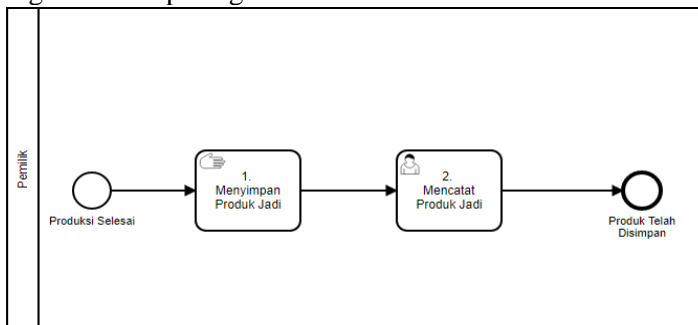 Pemilik
Produksi Selesai
1.
Menyimpan
Produk Jadi
2.
Mencatat
Produk Jadi
Produk Telah
Disimpan